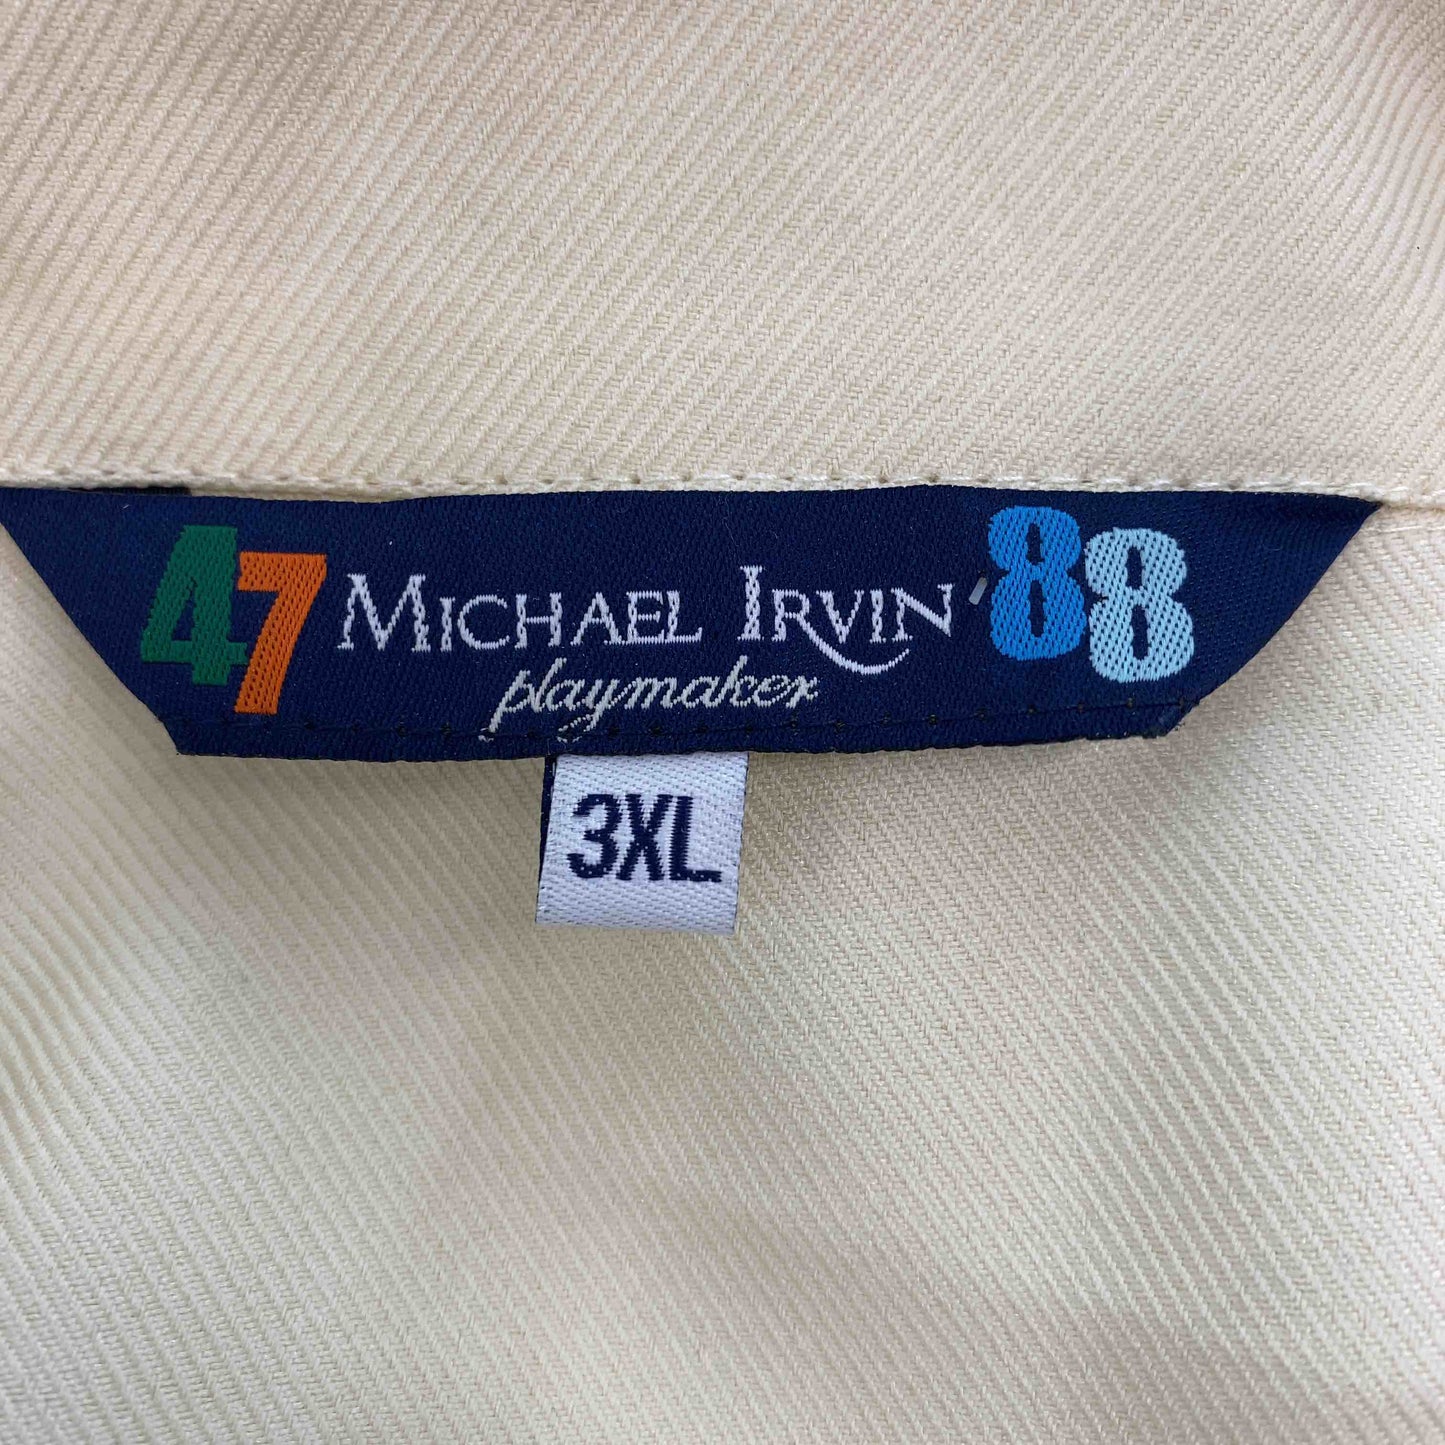 47 MICHAEL IRVIN '88
playmaker
3XL